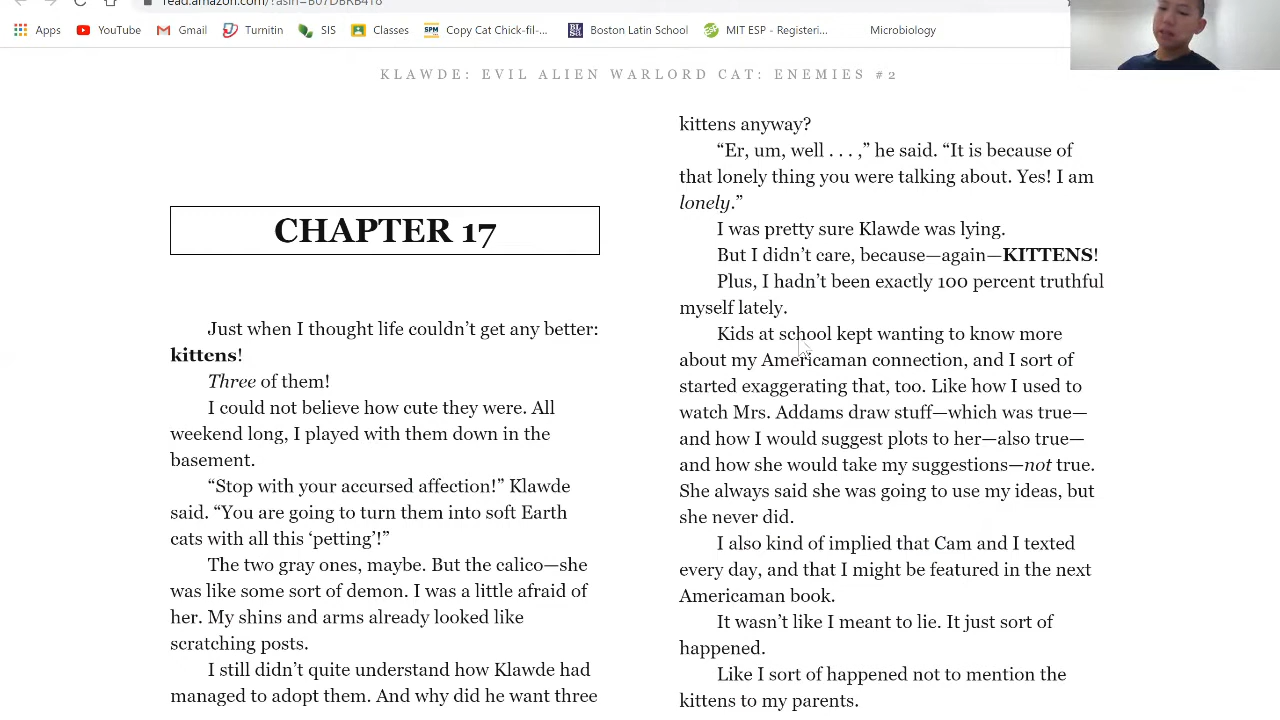 read.amazon.com/?asin=B07DBRB418
Apps
YouTube
Gmail
Turnitin
SIS
Classes
Copy Cat Chick-fil-...
Boston Latin School
MIT ESP - Registeri...
Microbiology
KLAWDE: EVIL ALIEN WARLORD CAT: ENEMIES #2
CHAPTER 17
Just when I thought life couldn’t get any better:
kittens!
Three of them!
I could not believe how cute they were. All
weekend long, I played with them down in the
basement.
“Stop with your accursed affection!” Klawde
said. “You are going to turn them into soft Earth
cats with all this ‘petting’!”
The two gray ones, maybe. But the calico—she
was like some sort of demon. I was a little afraid of
her. My shins and arms already looked like
scratching posts.
I still didn’t quite understand how Klawde had
managed to adopt them. And why did he want three
kittens anyway?
“Er, um, well . . . ,” he said. “It is because of
that lonely thing you were talking about. Yes! I am
lonely.”
I was pretty sure Klawde was lying.
But I didn’t care, because—again—KITTENS!
Plus, I hadn’t been exactly 100 percent truthful
myself lately.
Kids at school kept wanting to know more
about my Americaman connection, and I sort of
started exaggerating that, too. Like how I used to
watch Mrs. Addams draw stuff—which was true—
and how I would suggest plots to her—also true—
and how she would take my suggestions—not true.
She always said she was going to use my ideas, but
she never did.
I also kind of implied that Cam and I texted
every day, and that I might be featured in the next
Americaman book.
It wasn’t like I meant to lie. It just sort of
happened.
Like I sort of happened not to mention the
kittens to my parents.